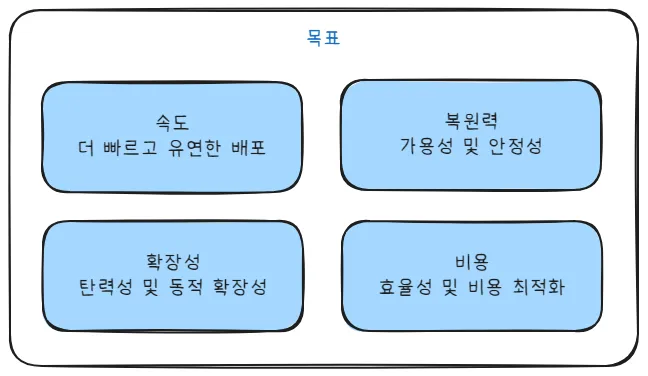 목표
속도
더 빠르고 유연한 배포
복원력
가용성 및 안정성
확장성
탄력성 및 동적 확장성
비용
효율성 및 비용 최적화